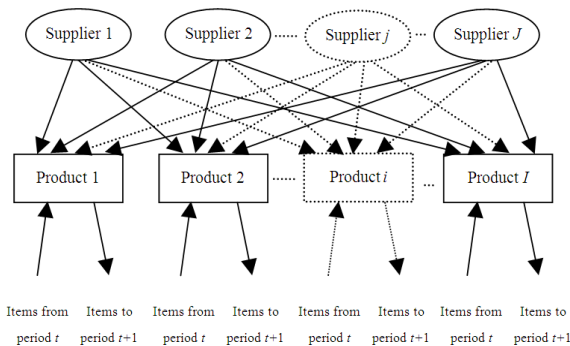 Supplier 1 Supplier 2 Supplier j Supplier J
Product 1 Product 2 Product i Product I
Items from Items to Items from Items to Items from Items to Items from Items to
period t period t+1 period t period t+1 period t period t+1 period t period t+1